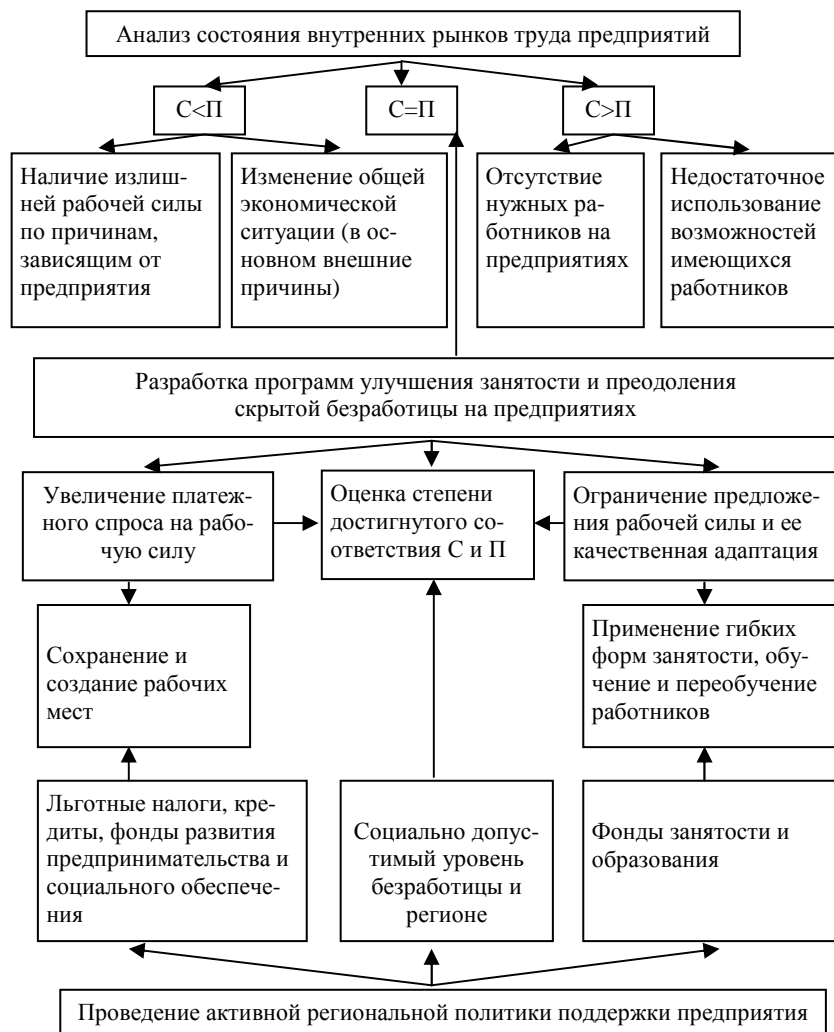 Анализ состояния внутренних рынков труда предприятий
С<П
С=П
С>П
Наличие излиш-
ней рабочей силы
по причинам,
зависящим от
предприятия
Изменение общей
экономической
ситуации (в ос-
новном внешние
причины)
Отсутствие
нужных ра-
ботников на
предприятиях
Недостаточное
использование
возможностей
имеющихся
работников
Разработка программ улучшения занятости и преодоления
скрытой безработицы на предприятиях
Увеличение платеж-
ного спроса на рабо-
чую силу
Оценка степени
достигнутого со-
ответствия С и П
Ограничение предложе-
ния рабочей силы и ее
качественная адаптация
Сохранение и
создание рабочих
мест
Применение гибких
форм занятости, обу-
чение и переобучение
работников
Льготные налоги, кре-
диты, фонды развития
предпринимательства и
социального обеспече-
ния
Социально допус-
тимый уровень
безработицы и
регионе
Фонды занятости и
образования
Проведение активной региональной политики поддержки предприятия